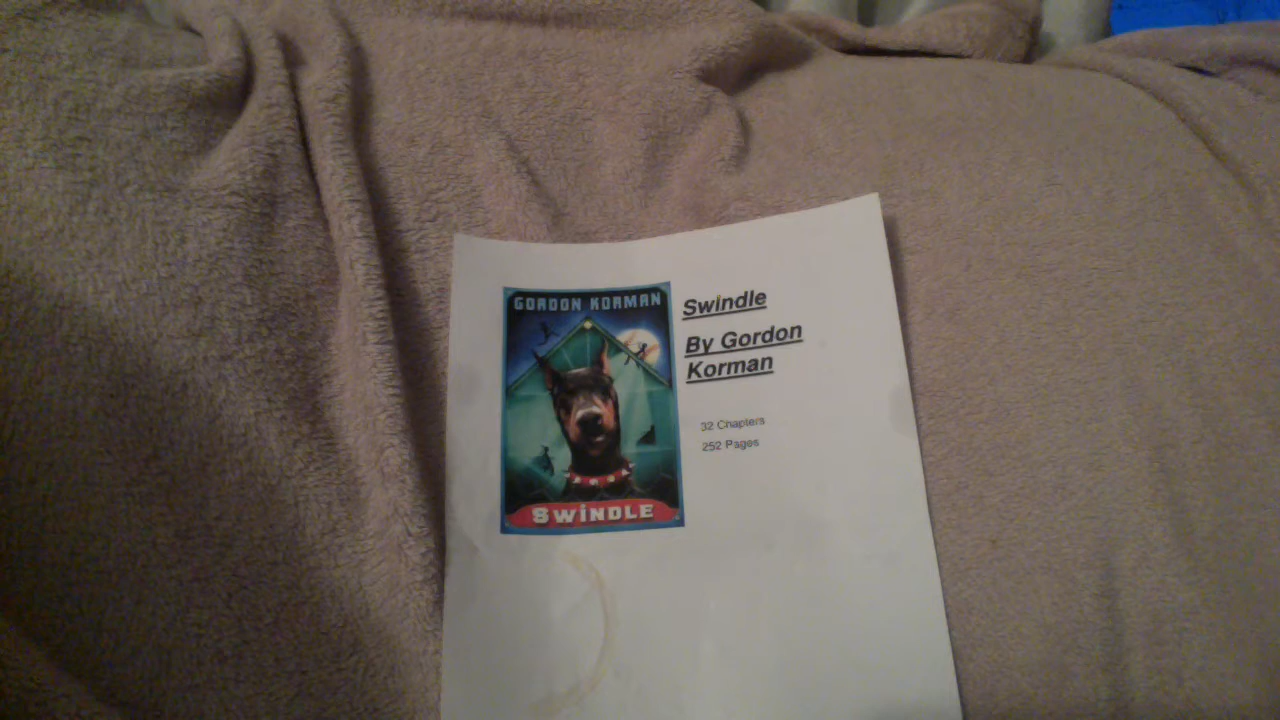 GORDON KORMAN
SWiNDLE
Swindle
By Gordon
Korman
32 Chapters
252 Pages